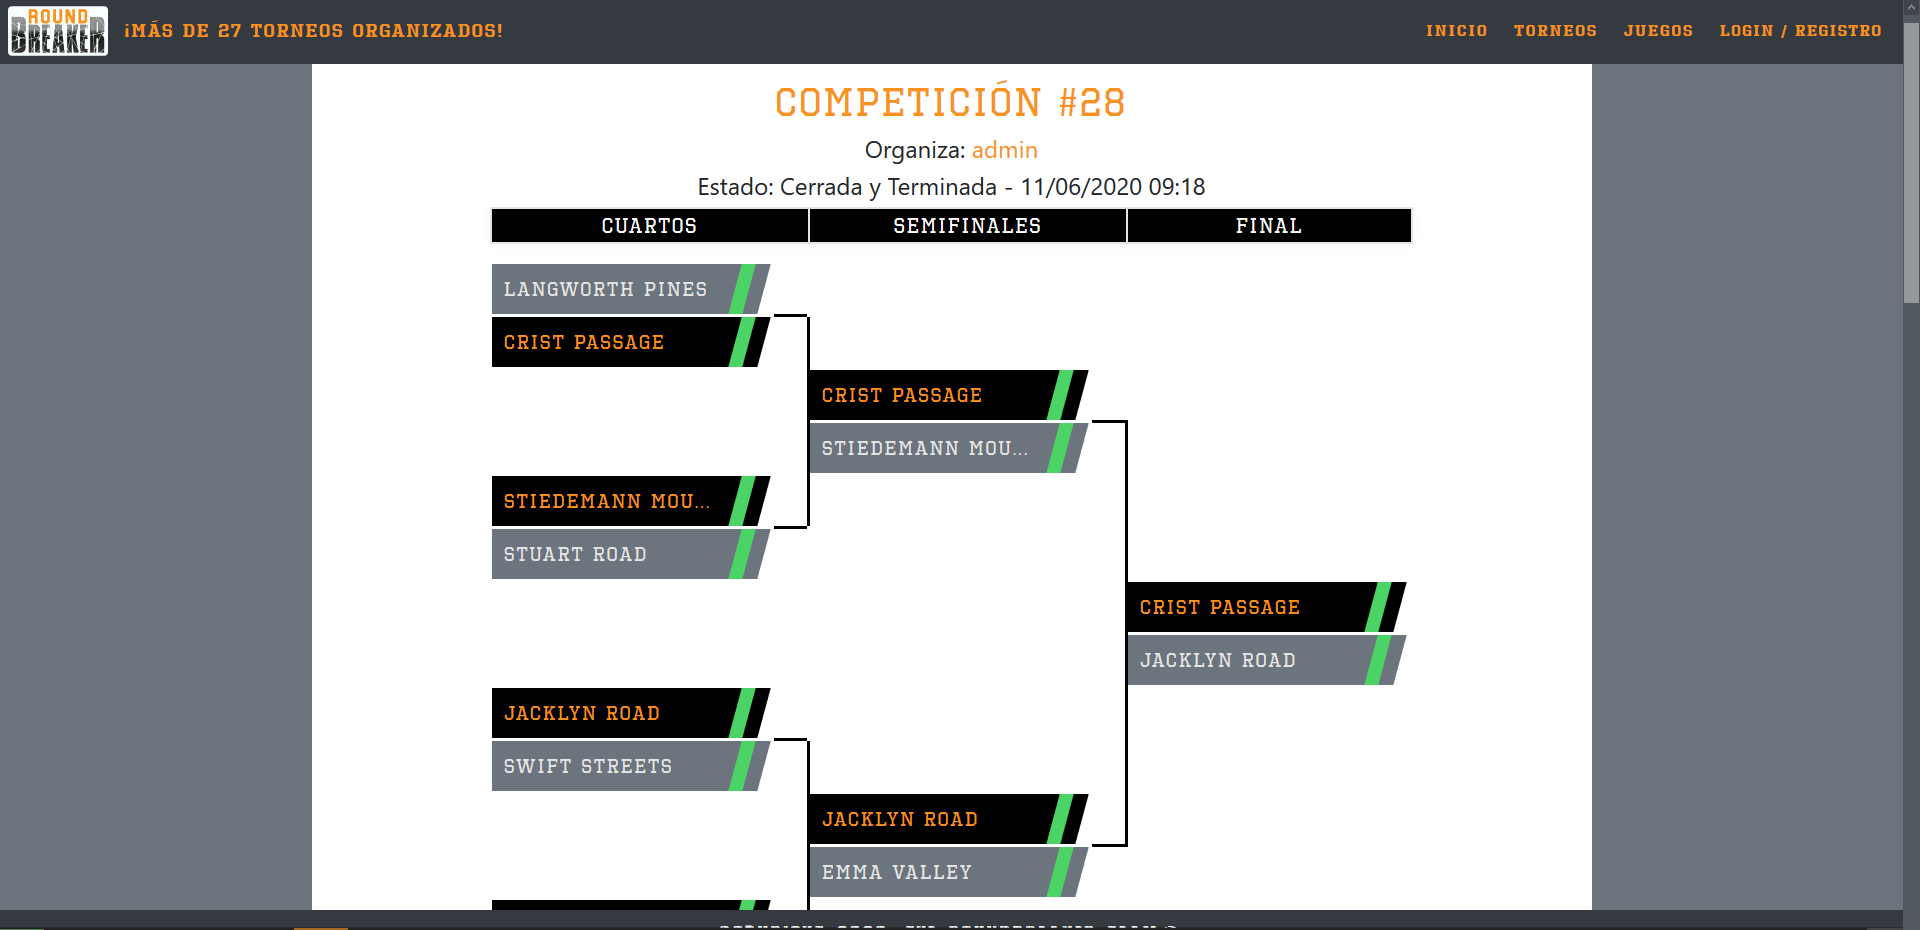 ROUND
BREAKER
¡MÁS DE 27 TORNEOS ORGANIZADOS!
INICIO TORNEOS JUEGOS LOGIN / REGISTRO
COMPETICIÓN #28
Organiza: admin
Estado: Cerrada y Terminada - 11/06/2020 09:18
CUARTOS SEMIFINALES FINAL
LANGWORTH PINES
CRIST PASSAGE
CRIST PASSAGE
STIEDEMANN MOU...
STIEDEMANN MOU...
STUART ROAD
CRIST PASSAGE
JACKLYN ROAD
JACKLYN ROAD
SWIFT STREETS
JACKLYN ROAD
EMMA VALLEY